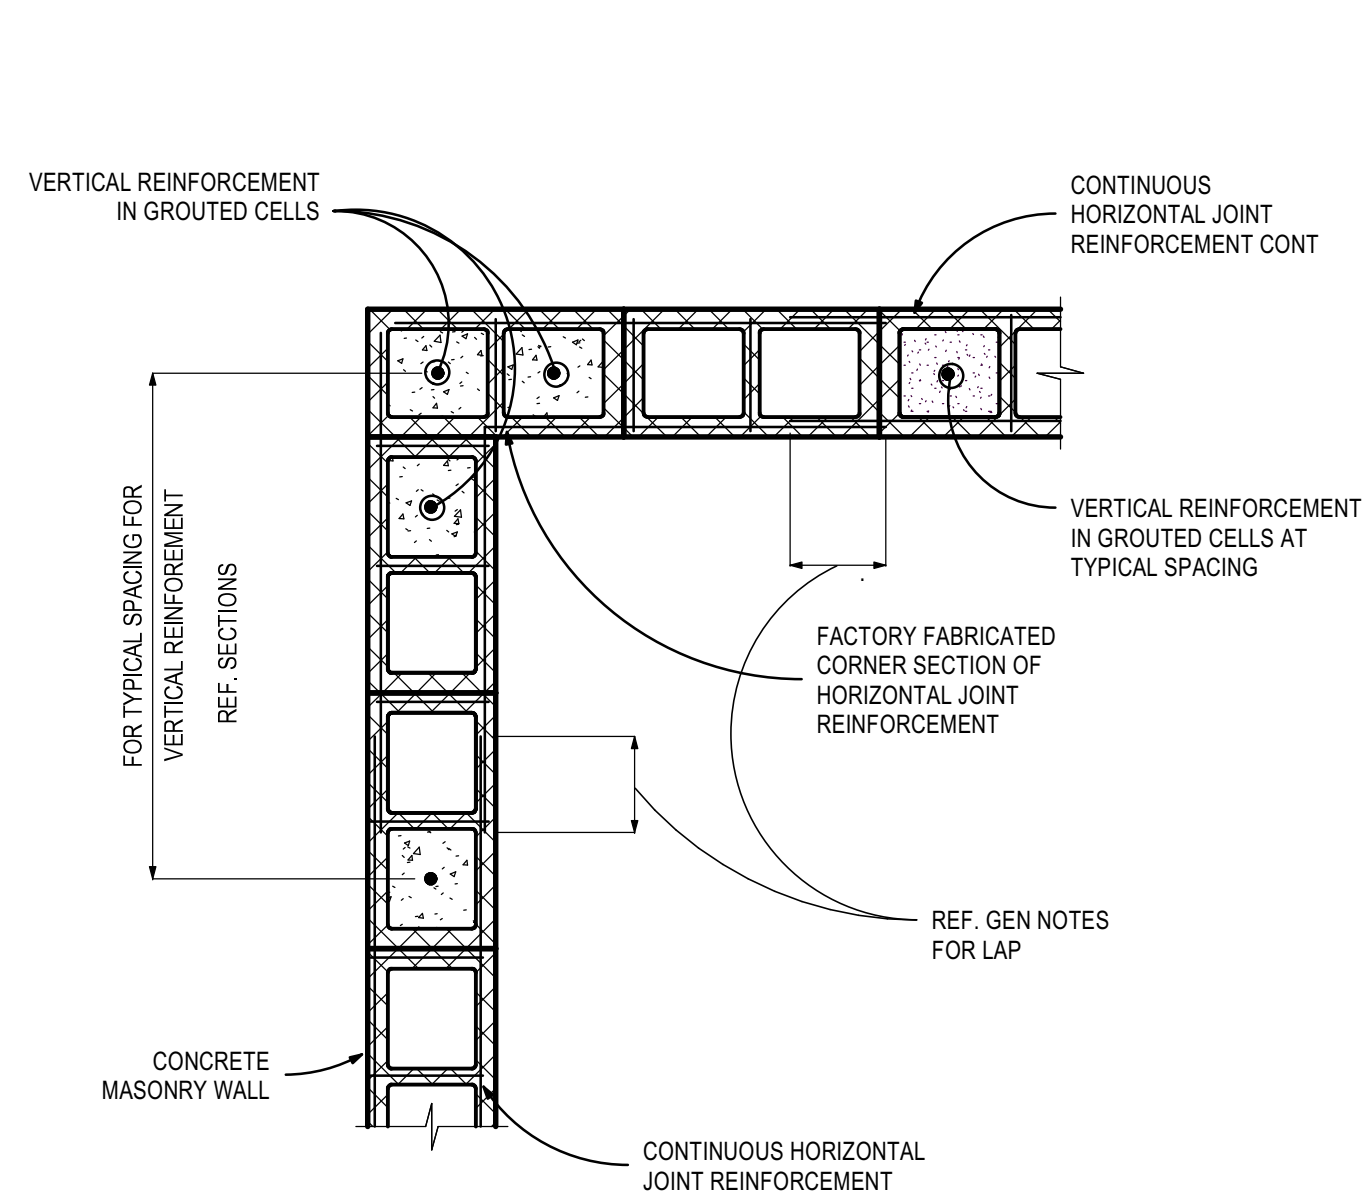 VERTICAL REINFORCEMENT
IN GROUTED CELLS
CONTINUOUS
HORIZONTAL JOINT
REINFORCEMENT CONT
FOR TYPICAL SPACING FOR
VERTICAL REINFOREMENT
REF. SECTIONS
VERTICAL REINFORCEMENT
IN GROUTED CELLS AT
TYPICAL SPACING
FACTORY FABRICATED
CORNER SECTION OF
HORIZONTAL JOINT
REINFORCEMENT
REF. GEN NOTES
FOR LAP
CONCRETE
MASONRY WALL
CONTINUOUS HORIZONTAL
JOINT REINFORCEMENT